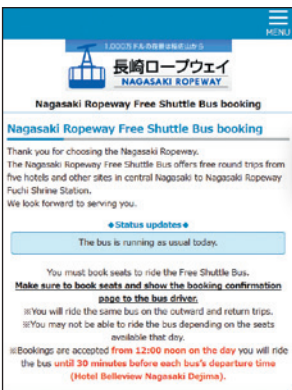 MENU
1,000万ドルの夜景は稲佐山から
長崎ロープウェイ
NAGASAKI ROPEWAY
Nagasaki Ropeway Free Shuttle Bus booking
Nagasaki Ropeway Free Shuttle Bus booking
Thank you for choosing the Nagasaki Ropeway.
The Nagasaki Ropeway Free Shuttle Bus offers free round trips from
five hotels and other sites in central Nagasaki to Nagasaki Ropeway
Fuchi Shrine Station.
We look forward to serving you.
◆Status updates◆
The bus is running as usual today.
You must book seats to ride the Free Shuttle Bus.
Make sure to book seats and show the booking confirmation
page to the bus driver.
※You will ride the same bus on the outward and return trips.
※You may not be able to ride the bus depending on the seats
available that day.
※Bookings are accepted from 12:00 noon on the day you will ride
the bus until 30 minutes before each bus's departure time
(Hotel Belleview Nagasaki Dejima).